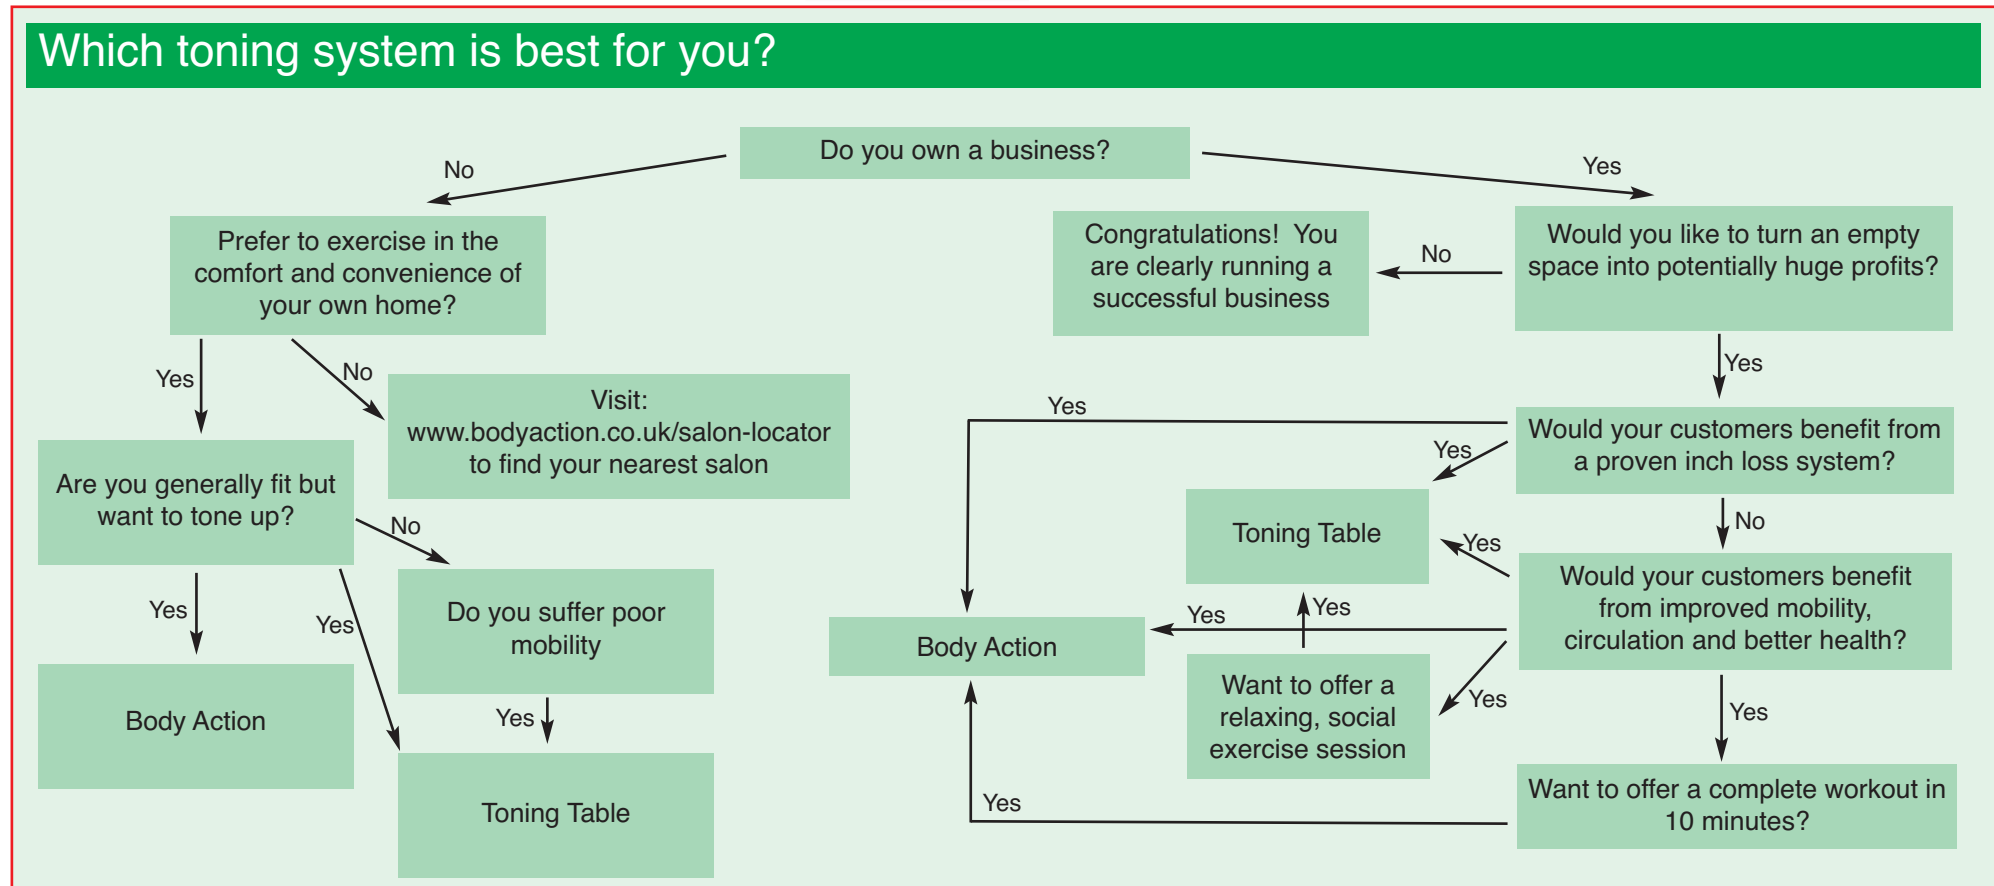 Which toning system is best for you?
Do you own a business?
No
Yes
Prefer to exercise in the
comfort and convenience of
your own home?
Congratulations! You
are clearly running a
successful business
No
Would you like to turn an empty
space into potentially huge profits?
Yes
No
Yes
Visit:
www.bodyaction.co.uk/salon-locator
to find your nearest salon
Yes
Would your customers benefit from
a proven inch loss system?
Yes
Are you generally fit but
want to tone up?
No
Toning Table
No
Yes
Would your customers benefit
from improved mobility,
circulation and better health?
Yes
Yes
Do you suffer poor
mobility
Yes
Yes
Body Action
Want to offer a
relaxing, social
exercise session
Yes
Yes
Body Action
Yes
Toning Table
Want to offer a complete workout in
10 minutes?
Yes